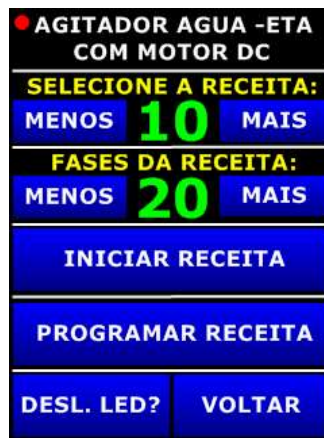 AGITADOR AGUA -ETA
COM MOTOR DC
SELECIONE A RECEITA:
MENOS 10 MAIS
FASES DA RECEITA:
MENOS 20 MAIS
INICIAR RECEITA
PROGRAMAR RECEITA
DESL. LED? VOLTAR